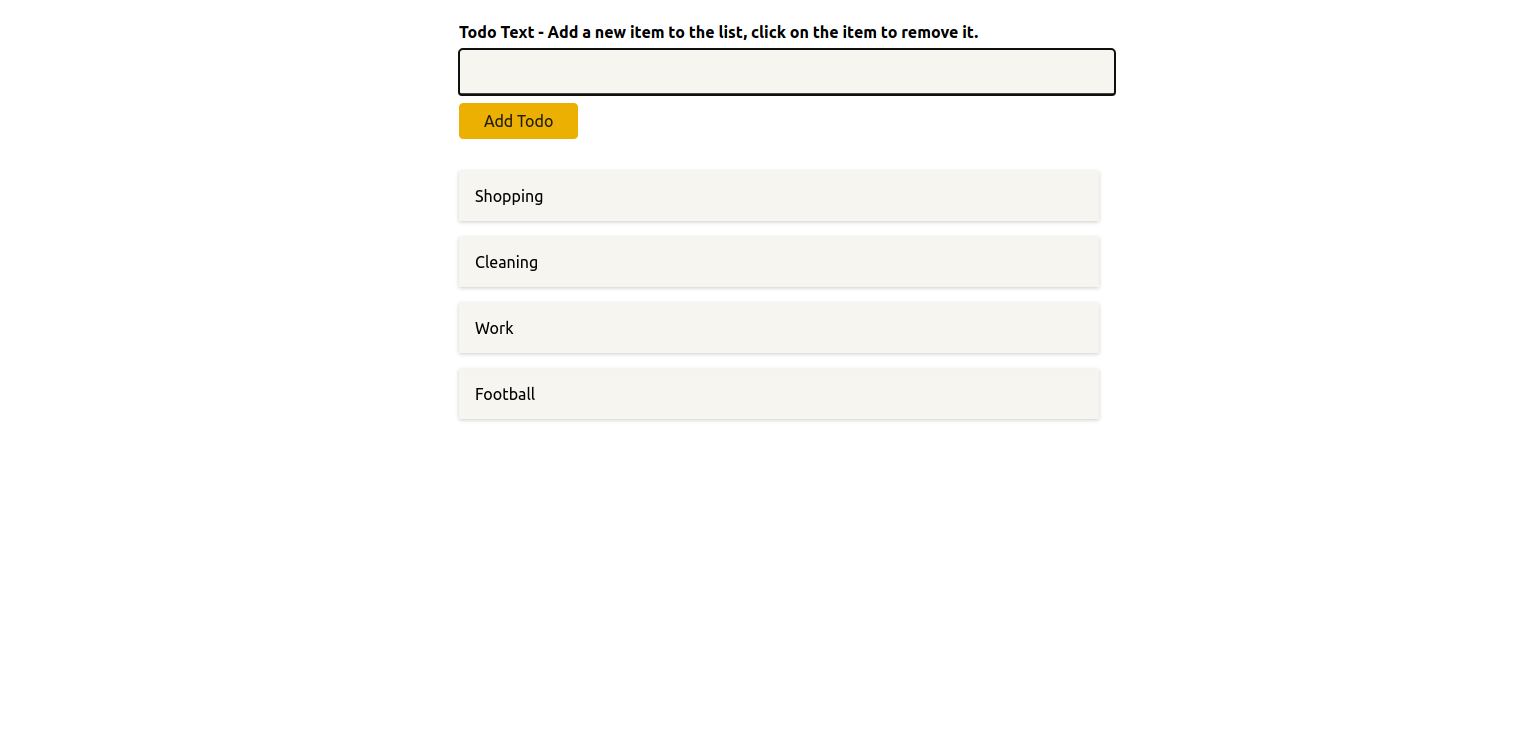 Todo Text - Add a new item to the list, click on the item to remove it.
Add Todo
Shopping
Cleaning
Work
Football